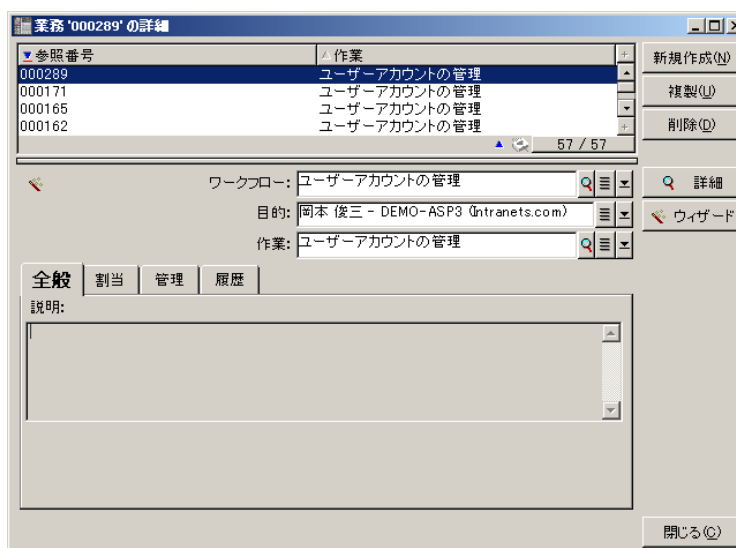 業務 '000289' の詳細
参照番号 作業
000289 ユーザーアカウントの管理
000171 ユーザーアカウントの管理
000165 ユーザーアカウントの管理
000162 ユーザーアカウントの管理
57 / 57
新規作成(N)
複製(U)
削除(D)
詳細
ウィザード
ワークフロー: ユーザーアカウントの管理
目的: 岡本 俊三 - DEMO-ASP3 (Intranets.com)
作業: ユーザーアカウントの管理
全般 割当 管理 履歴
説明:
閉じる(C)